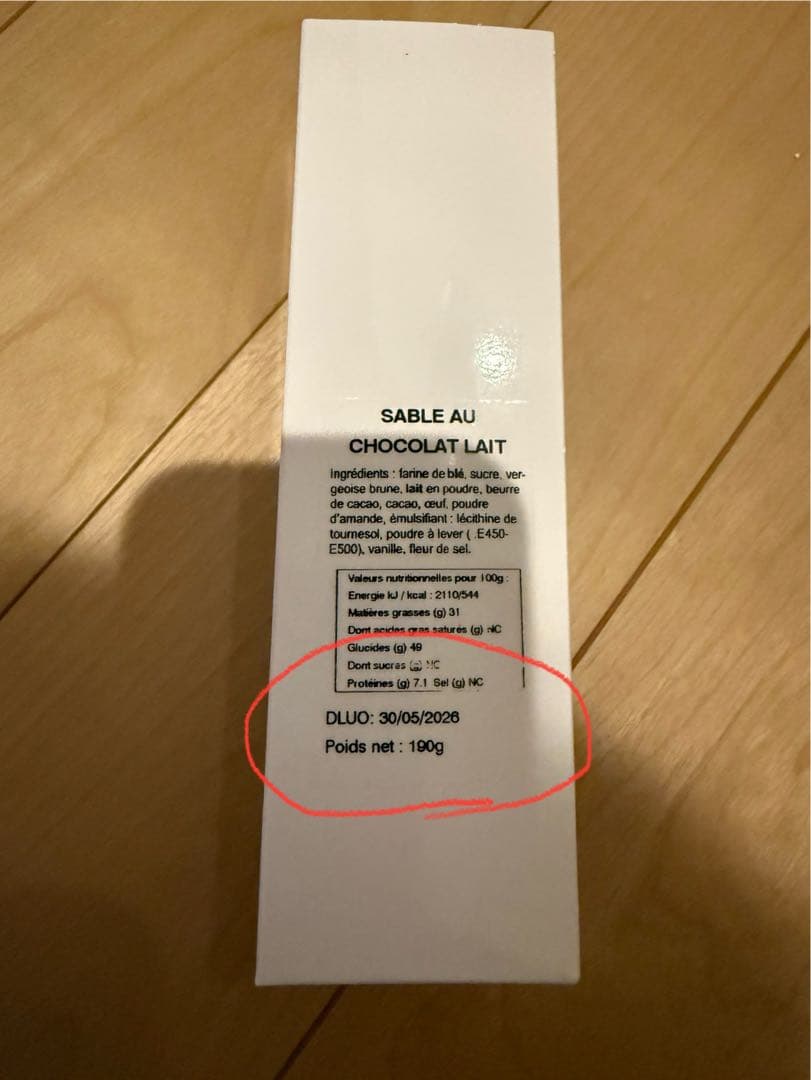 SABLE AU
CHOCOLAT LAIT
Ingrédients : farine de blé, sucre, ver-
geoise brune, lait en poudre, beurre
de cacao, cacao, œuf, poudre
d'amande, émulsifiant : lécithine de
tournesol, poudre à lever ( .E450-
E500), vanille, fleur de sel.
Valeurs nutritionnelles pour 100g :
Energie kJ / kcal : 2110/544
Matières grasses (g) 31
Dont acides gras saturés (g) NC
Glucides (g) 49
Dont sucres (g) NC
Protéines (g) 7.1 Sel (g) NC
DLUO: 30/05/2026
Poids net : 190g